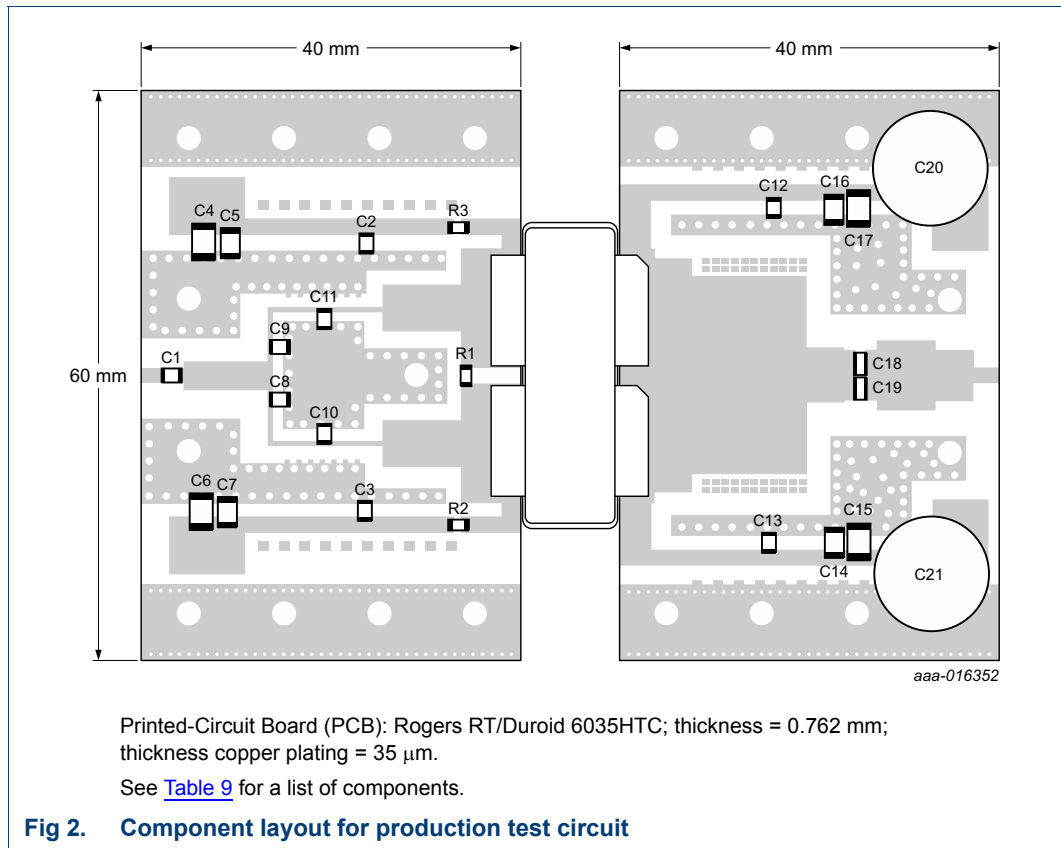 40 mm
40 mm
60 mm
C20
C12
C16
C17
C4
C5
C2
R3
C11
C9
C1
R1
C18
C19
C8
C10
C6
C7
C3
R2
C13
C15
C14
C21
aaa-016352
Printed-Circuit Board (PCB): Rogers RT/Duroid 6035HTC; thickness = 0.762 mm;
thickness copper plating = 35 μm.
See Table 9 for a list of components.
Fig 2. Component layout for production test circuit